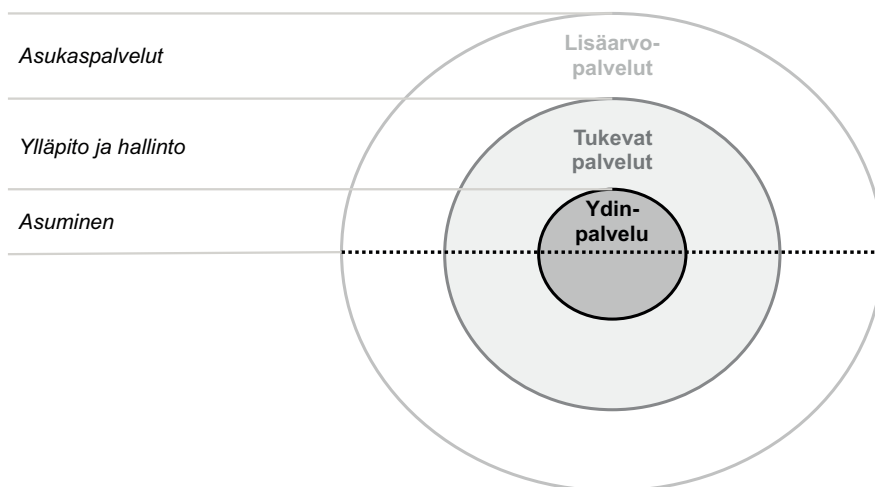 Asukaspalvelut
Lisäarvo-
palvelut
Ylläpito ja hallinto
Tukevat
palvelut
Asuminen
Ydin-
palvelu